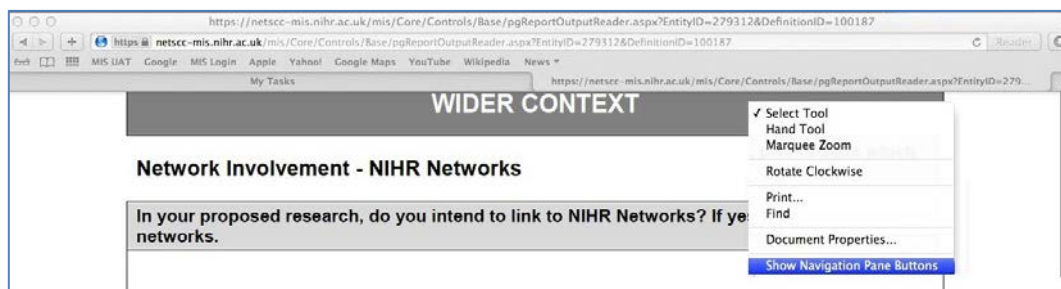 https://netscc-mis.nihr.ac.uk/mis/Core/Controls/Base/pgReportOutputReader.aspx?EntityID=279312&DefinitionID=100187
https netscc-mis.nihr.ac.uk/mis/Core/Controls/Base/pgReportOutputReader.aspx?EntityID=279312&DefinitionID=100187 Reader
MIS UAT Google MIS Login Apple Yahoo! Google Maps YouTube Wikipedia News
My Tasks https://netscc-mis.nihr.ac.uk/mis/Core/Controls/Base/pgReportOutputReader.aspx?EntityID=279...
WIDER CONTEXT
✓ Select Tool
Hand Tool
Marquee Zoom
Network Involvement - NIHR Networks
Rotate Clockwise
Print...
Find
In your proposed research, do you intend to link to NIHR Networks? If ye
networks.
Document Properties...
Show Navigation Pane Buttons